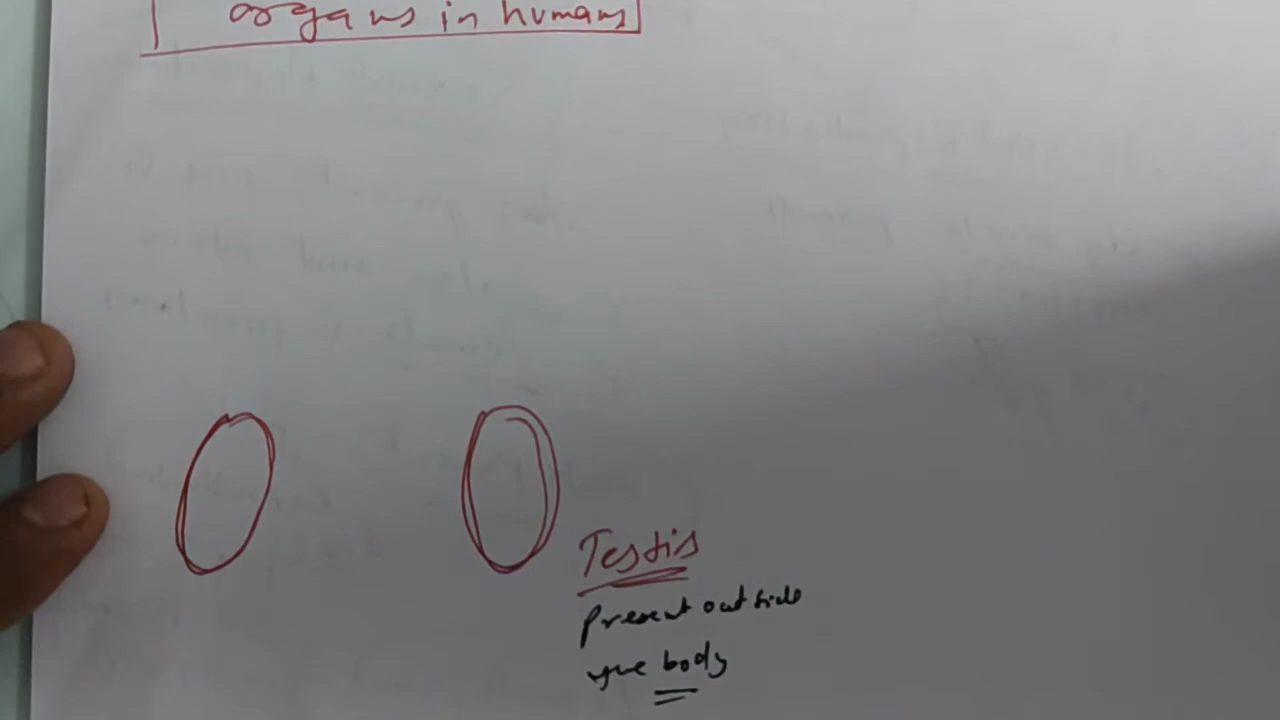 organs in humans
Testis
Present outside
the body